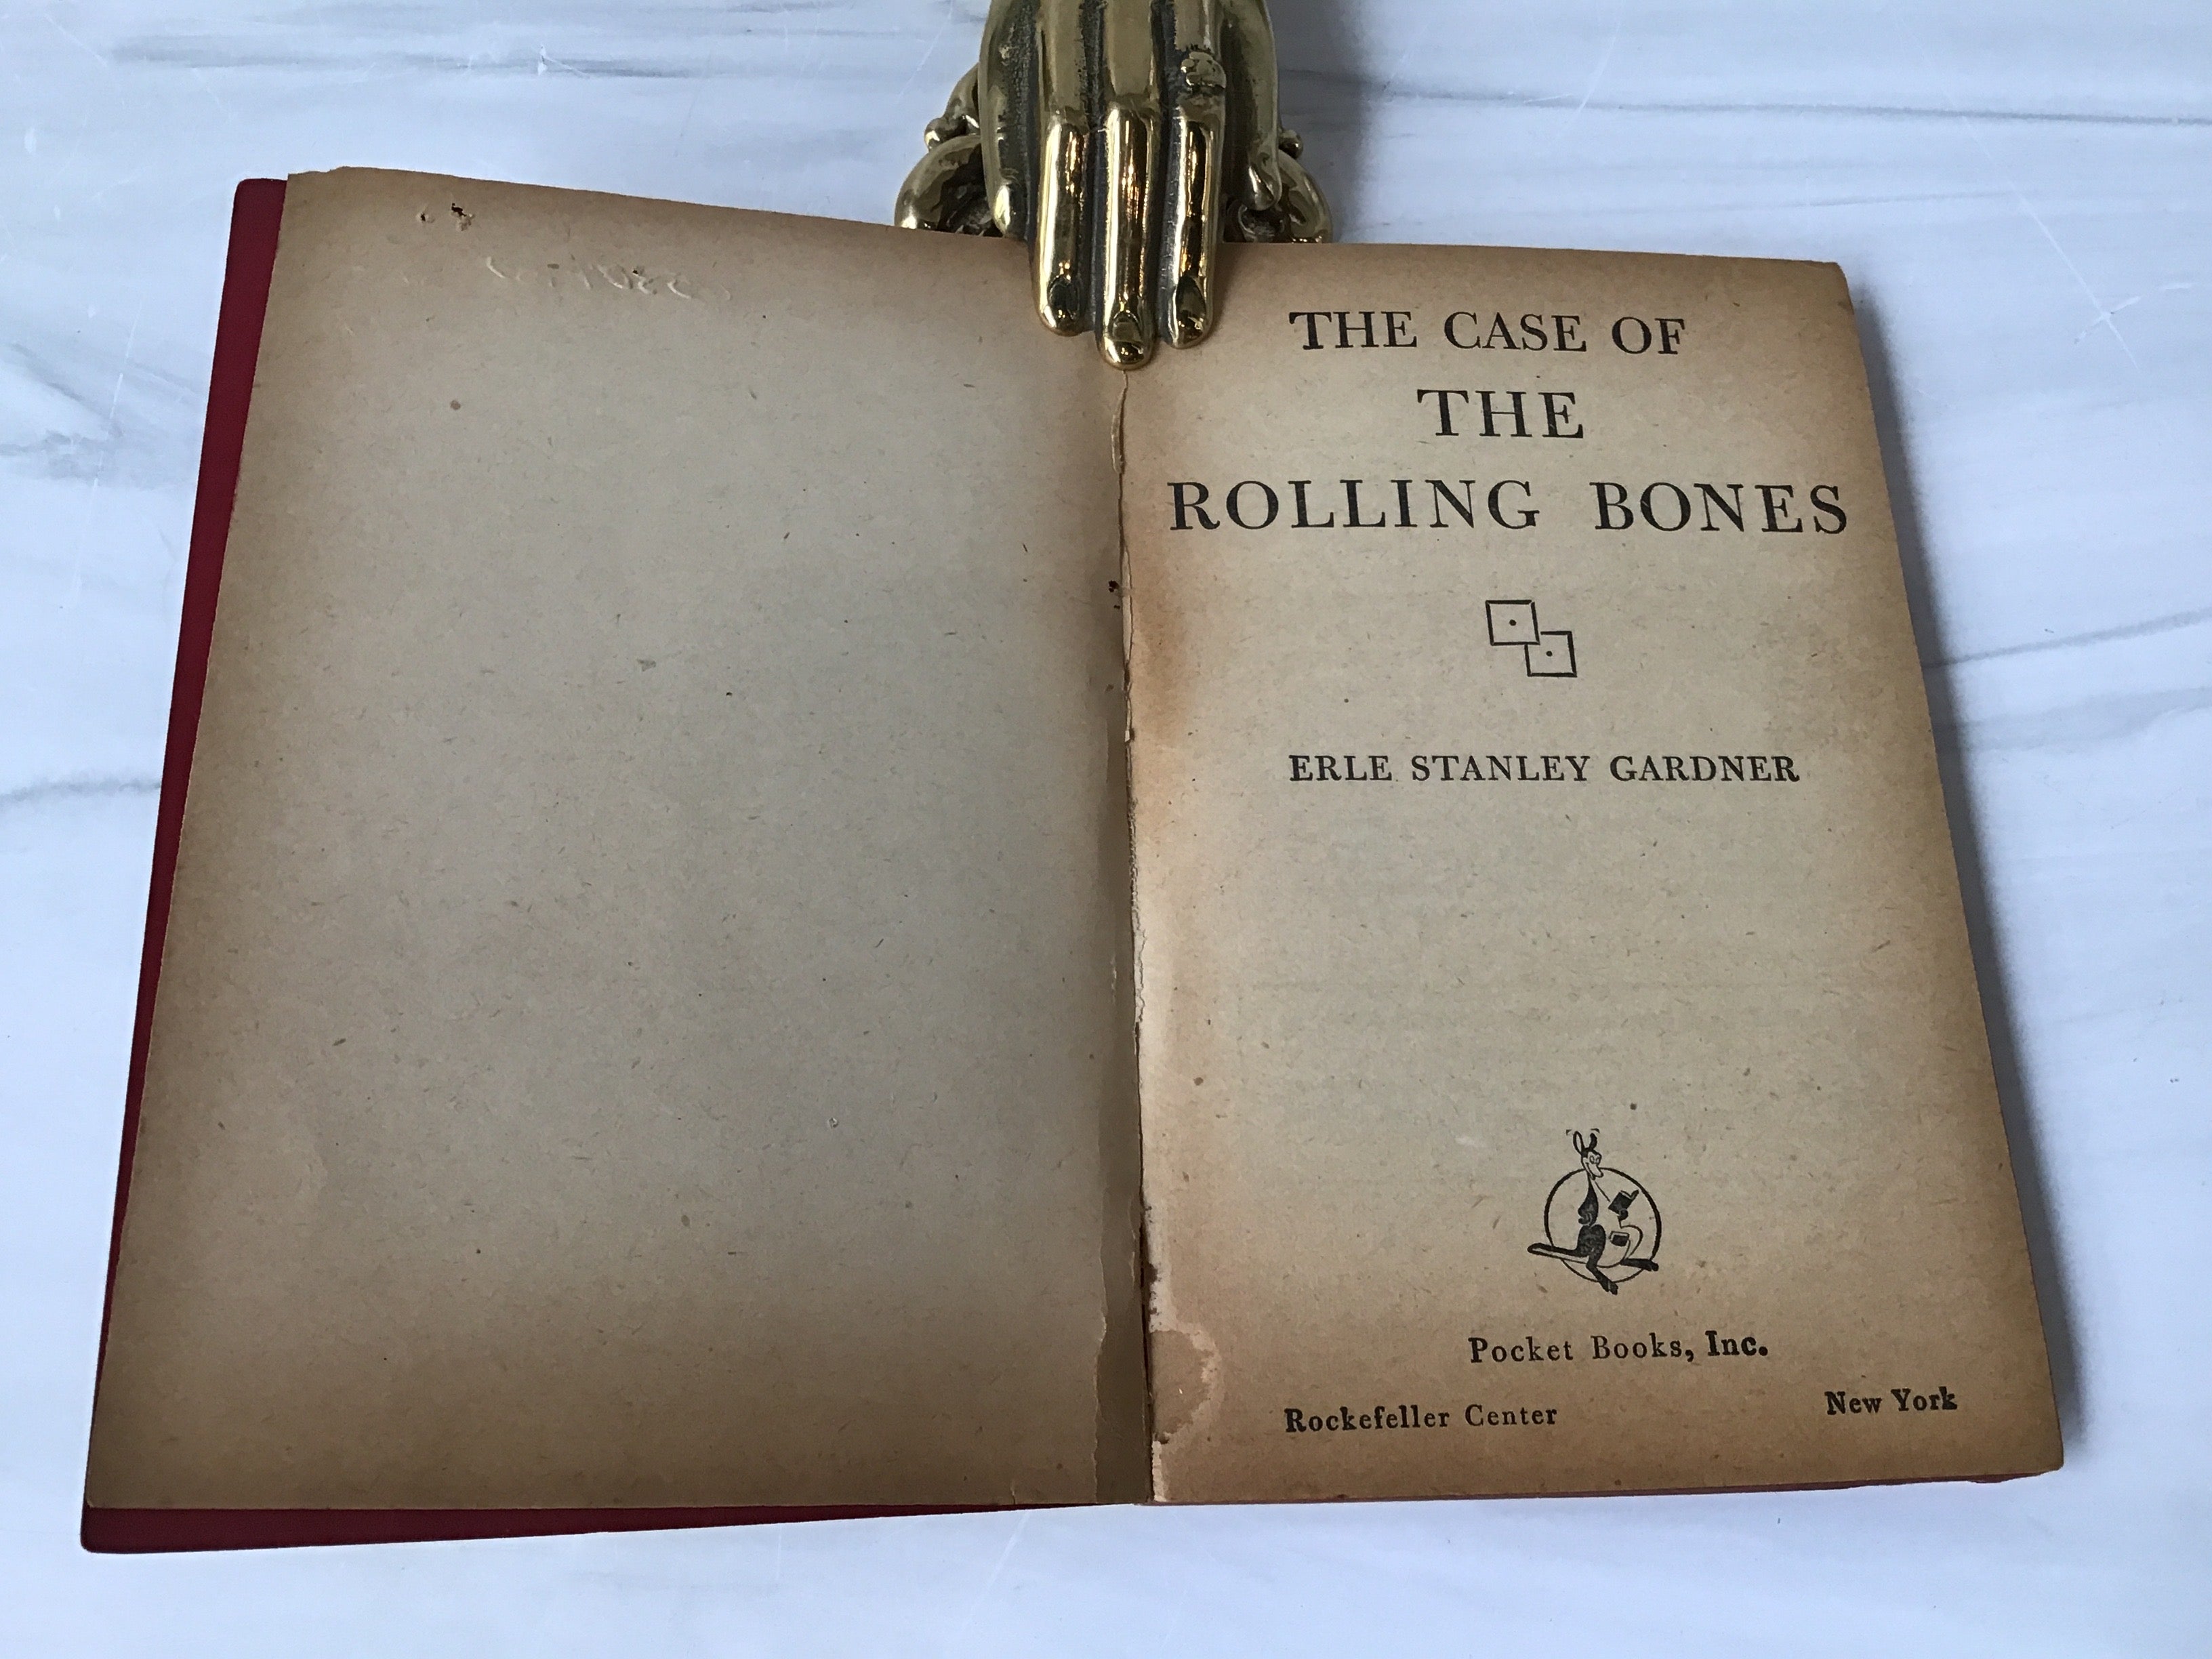 THE CASE OF
THE
ROLLING BONES
ERLE STANLEY GARDNER
Pocket Books, Inc.
Rockefeller Center New York